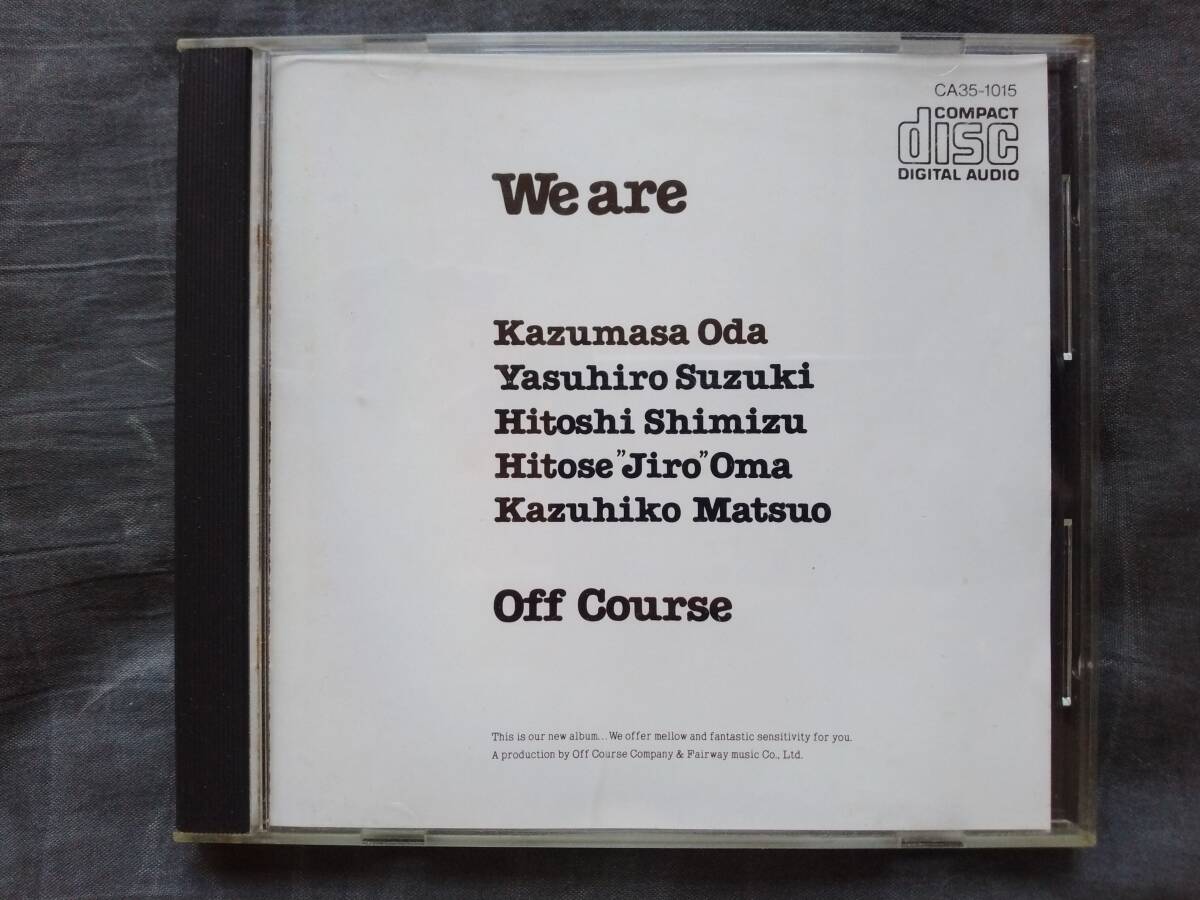 CA35-1015
COMPACT
disc
DIGITAL AUDIO
We are
Kazumasa Oda
Yasuhiro Suzuki
Hitoshi Shimizu
Hitose ”Jiro” Oma
Kazuhiko Matsuo
Off Course
This is our new album... We offer mellow and fantastic sensitivity for you.
A production by Off Course Company & Fairway music Co., Ltd.